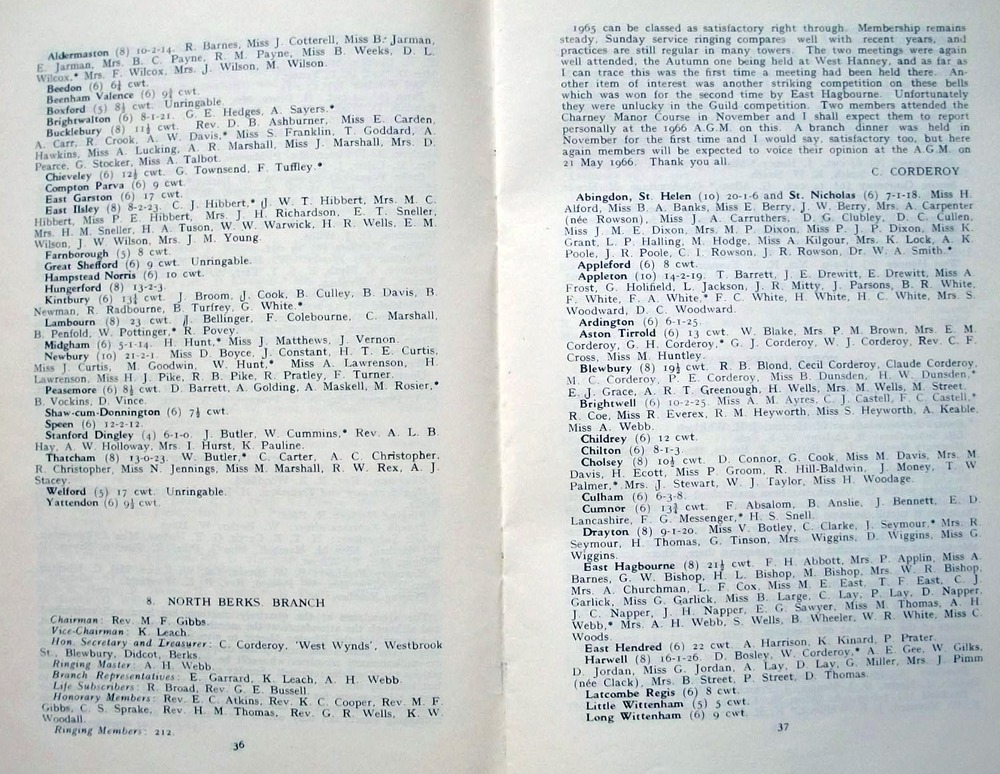 Aldermaston (8) 10-2-14. R. Barnes, Miss J. Cotterell, Miss B. Jarman,
E. Jarman, Mrs. B. C. Payne, R. M. Payne, Miss B. Weeks, D. L.
Wilcox,* Mrs. F. Wilcox, Mrs. J. Wilson, M. Wilson.
Beedon (6) 6¼ cwt.
Beenham Valence (6) 9¾ cwt.
Boxford (5) 8½ cwt. Unringable.
Brightwalton (6) 8-1-21. G. E. Hedges, A. Sayers.*
Bucklebury (8) 11½ cwt. Rev. D. B. Ashburner, Miss E. Carden,
A. Carr, R. Crook, A. W. Davis,* Miss S. Franklin, T. Goddard, A.
Hawkins, Miss A. Lucking, A. R. Marshall, Miss J. Marshall, Mrs. D.
Pearce, G. Stocker, Miss A. Talbot.
Chieveley (6) 12½ cwt. G. Townsend, F. Tuffley.*
Compton Parva (6) 9 cwt.
East Garston (6) 17 cwt.
East Ilsley (6) 8-2-23. C. J. Hibbert,* J. W. T. Hibbert, Mrs. M. C.
Hibbert, Miss P. E. Hibbert, Mrs. J. H. Richardson, E. T. Sneller,
Mrs. H. M. Sneller, H. A. Tuson, W. W. Warwick, H. R. Wells, E. M.
Wilson, J. W Wilson, Mrs. J. M. Young.
Farnborough (5) 8 cwt.
Great Shefford (6) 9 cwt. Unringable.
Hampstead Norris (6) 10 cwt.
Hungerford (8) 13-2-3.
Kintbury (6) 13¼ cwt. J. Broom, J. Cook, B. Culley, B. Davis, B.
Newman, R. Radbourne, B. Turfrey, G. White.*
Lambourn (8) 23 cwt. J. Bellinger, F. Colebourne, C. Marshall,
B. Penfold, W. Pottinger,* R. Povey.
Midgham (6) 5-1-14. H. Hunt,* Miss J. Matthews, J. Vernon.
Newbury (10) 21-2-1. Miss D. Boyce, J. Constant, H. T. E. Curtis,
Miss J. Curtis, M. Goodwin, W. Hunt,* Miss A. Lawrenson, H.
Lawrenson, Miss H. J. Pike, R. B. Pike, R. Pratley, F. Turner.
Peasemore (6) 8½ cwt. D. Barrett, A. Golding, A. Maskell, M. Rosier,*
B. Vockins, D. Vince.
Shaw-cum-Donnington (6) 7½ cwt.
Speen (6) 12-2-12.
Stanford Dingley (4) 6-1-0. J. Butler, W. Cummins,* Rev. A. L. B.
Hay, A. W. Holloway, Mrs. I. Hurst, K. Pauline.
Thatcham (8) 13-0-23. W. Butler,* C. Carter, A. C. Christopher,
R. Christopher, Miss N. Jennings, Miss M. Marshall, R. W. Rex, A. J.
Stacey.
Welford (5) 17 cwt. Unringable.
Yattendon (6) 9½ cwt.
8. NORTH BERKS. BRANCH
Chairman: Rev. M. F. Gibbs.
Vice-Chairman: K. Leach.
Hon. Secretary and Treasurer: C. Corderoy, 'West Wynds', Westbrook
St., Blewbury, Didcot, Berks.
Ringing Master: A. H. Webb.
Branch Representatives: E. Garrard, K. Leach, A. H. Webb.
Life Subscribers: R. Broad, Rev. G. E. Bussell.
Honorary Members: Rev. E. C. Atkins, Rev. K. C. Cooper, Rev. M. F.
Gibbs, C. S. Sprake, Rev. H. M. Thomas, Rev. G. R. Wells, K. W.
Woodall.
Ringing Members: 212.
36
1965 can be classed as satisfactory right through. Membership remains
steady, Sunday service ringing compares well with recent years, and
practices are still regular in many towers. The two meetings were again
well attended, the Autumn one being held at West Hanney, and as far as
I can trace this was the first time a meeting had been held there. An-
other item of interest was another striking competition on these bells
which was won for the second time by East Hagbourne. Unfortunately
they were unlucky in the Guild competition. Two members attended the
Charney Manor Course in November and I shall expect them to report
personally at the 1966 A.G.M. on this. A branch dinner was held in
November for the first time and I would say, satisfactory too, but here
again members will be expected to voice their opinion at the A G.M. on
21 May 1966. Thank you all.
C. CORDEROY
Abingdon, St. Helen (10) 20-1-6 and St. Nicholas (6) 7-1-18. Miss H.
Alford, Miss B. A. Banks, Miss E. Berry, J. W. Berry, Mrs. A. Carpenter
(née Rowson), Miss J. A. Carruthers, D. G. Clubley, D. C. Cullen,
Miss J. M. E. Dixon, Mrs. M. P. Dixon, Miss P. J. P. Dixon, Miss K.
Grant, L. P. Halling, M. Hodge, Miss A. Kilgour, Mrs. K. Lock, A. K.
Poole, J. R. Poole, C. I. Rowson, J. R. Rowson, Dr. W. A. Smith.*
Appleford (6) 8 cwt.
Appleton (10) 14-2-19. T. Barrett, J. E. Drewitt, E. Drewitt, Miss A.
Frost, G. Holifield, L. Jackson, J. R. Mitty, J. Parsons, B. R. White,
F. White, F. A. White,* F. C. White, H. White, H. C. White, Mrs. S.
Woodward, D. C. Woodward.
Ardington (6) 6-1-25.
Aston Tirrold (6) 13 cwt. W. Blake, Mrs. P. M. Brown, Mrs. E. M.
Corderoy, G. H. Corderoy,* G. J. Corderoy, W. J. Corderoy, Rev. C. F.
Cross, Miss M. Huntley.
Blewbury (8) 19½ cwt. R. B. Blond, Cecil Corderoy, Claude Corderoy,
M. C. Corderoy, P. E. Corderoy, Miss B. Dunsden, H. W. Dunsden,*
E. J. Grace, A. R. T. Greenough, H. Wells, Mrs. M. Wells, M. Street.
Brightwell (6) 10-2-25. Miss A. M. Ayres, C. J. Castell, F. C. Castell,*
R. Coe, Miss R. Everex, R. M. Heyworth, Miss S. Heyworth, A. Keable,
Miss A. Webb.
Childrey (6) 12 cwt.
Chilton (6) 8-1-3.
Cholsey (8) 10½ cwt. D. Connor, G. Cook, Miss M. Davis, Mrs. M.
Davis, H. Ecott, Miss P. Groom, R. Hill-Baldwin, J. Money, T. W
Palmer,* Mrs. J. Stewart, W. J. Taylor, Miss H. Woodage.
Culham (6) 6-3-8.
Cumnor (6) 13¾ cwt. F. Absalom, B. Anslie, J. Bennett, E. D.
Lancashire, F. G. Messenger,* H. S. Snell.
Drayton (8) 9-1-20. Miss V. Botley, C. Clarke, J. Seymour,* Mrs. R.
Seymour, H. Thomas, G. Tinson, Mrs. Wiggins, D. Wiggins, Miss G.
Wiggins.
East Hagbourne (8) 21½ cwt. F. H. Abbott, Mrs. P. Applin, Miss A.
Barnes, G. W. Bishop, H. L. Bishop, M. Bishop, Mrs. W. R. Bishop,
Mrs. A. Churchman, L. F. Cox, Miss M. E. East, T. F. East, C. J.
Garlick, Miss G. Garlick, Miss B. Large, C. Lay, P. Lay, D. Napper,
J. C. Napper, J. H. Napper, E. G. Sawyer, Miss M. Thomas, A. H.
Webb,* Mrs. A. H. Webb, S. Wells, B. Wheeler, W. R. White, Miss C.
Woods.
East Hendred (6) 22 cwt. A. Harrison, K. Kinard, P. Prater.
Harwell (8) 16-1-26. D. Bosley, W. Corderoy,* A. E. Gee, W. Gilks,
D. Jordan, Miss G. Jordan, A. Lay, D. Lay, G. Miller, Mrs. J. Pimm
(née Clack), Mrs. B. Street, P. Street, D. Thomas.
Latcombe Regis (6) 8 cwt.
Little Wittenham (5) 5 cwt.
Long Wittenham (6) 9 cwt.
37